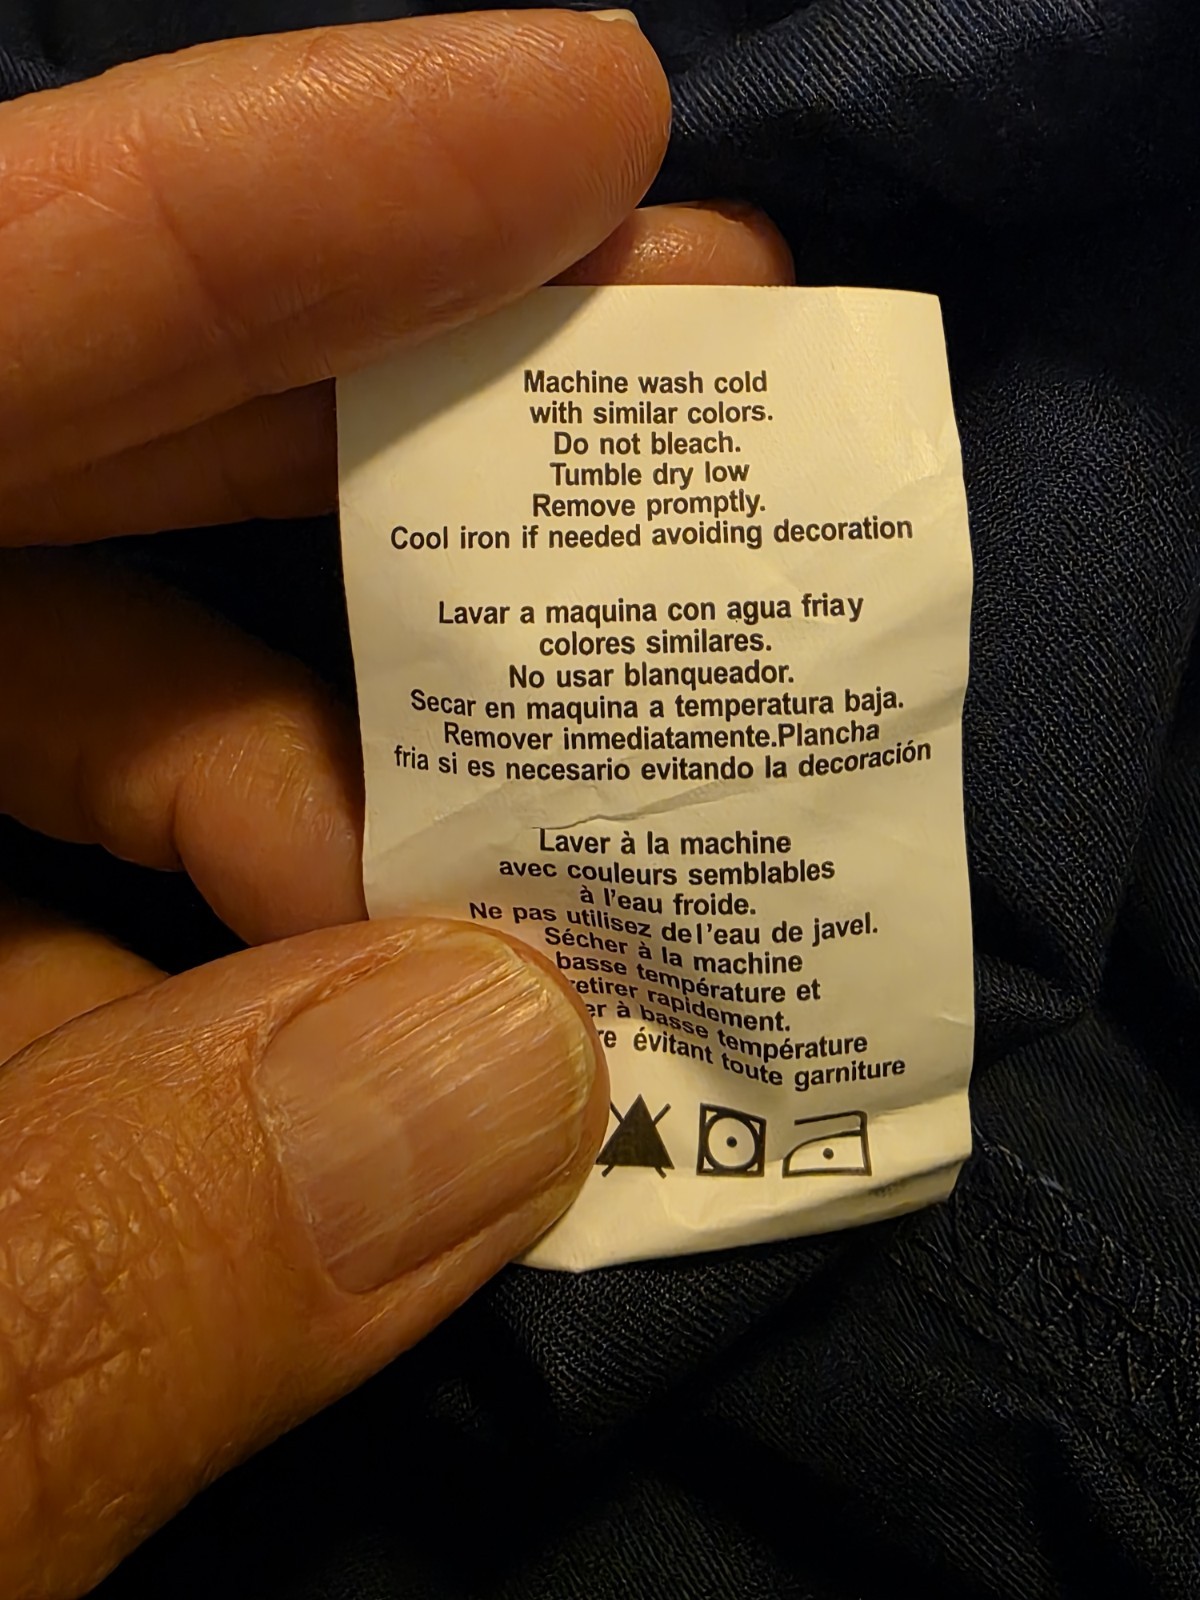 Machine wash cold
with similar colors.
Do not bleach.
Tumble dry low
Remove promptly.
Cool iron if needed avoiding decoration
Lavar a maquina con agua friay
colores similares.
No usar blanqueador.
Secar en maquina a temperatura baja.
Remover inmediatamente.Plancha
fria si es necesario evitando la decoración
Laver à la machine
avec couleurs semblables
à l'eau froide.
Ne pas utilisez del'eau de javel.
Sécher à la machine
basse température et
etirer rapidement.
er à basse température
re évitant toute garniture